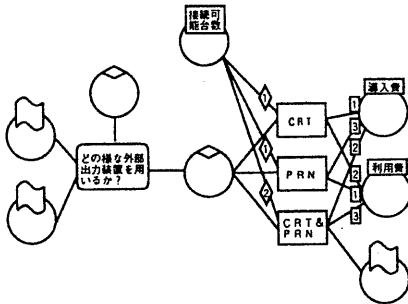 接続可
能台数
どの様な外部
出力装置を用
いるか？
CRT
PRN
CRT&
PRN
1
1
2
導入費
利用費
1
3
2
2
1
3